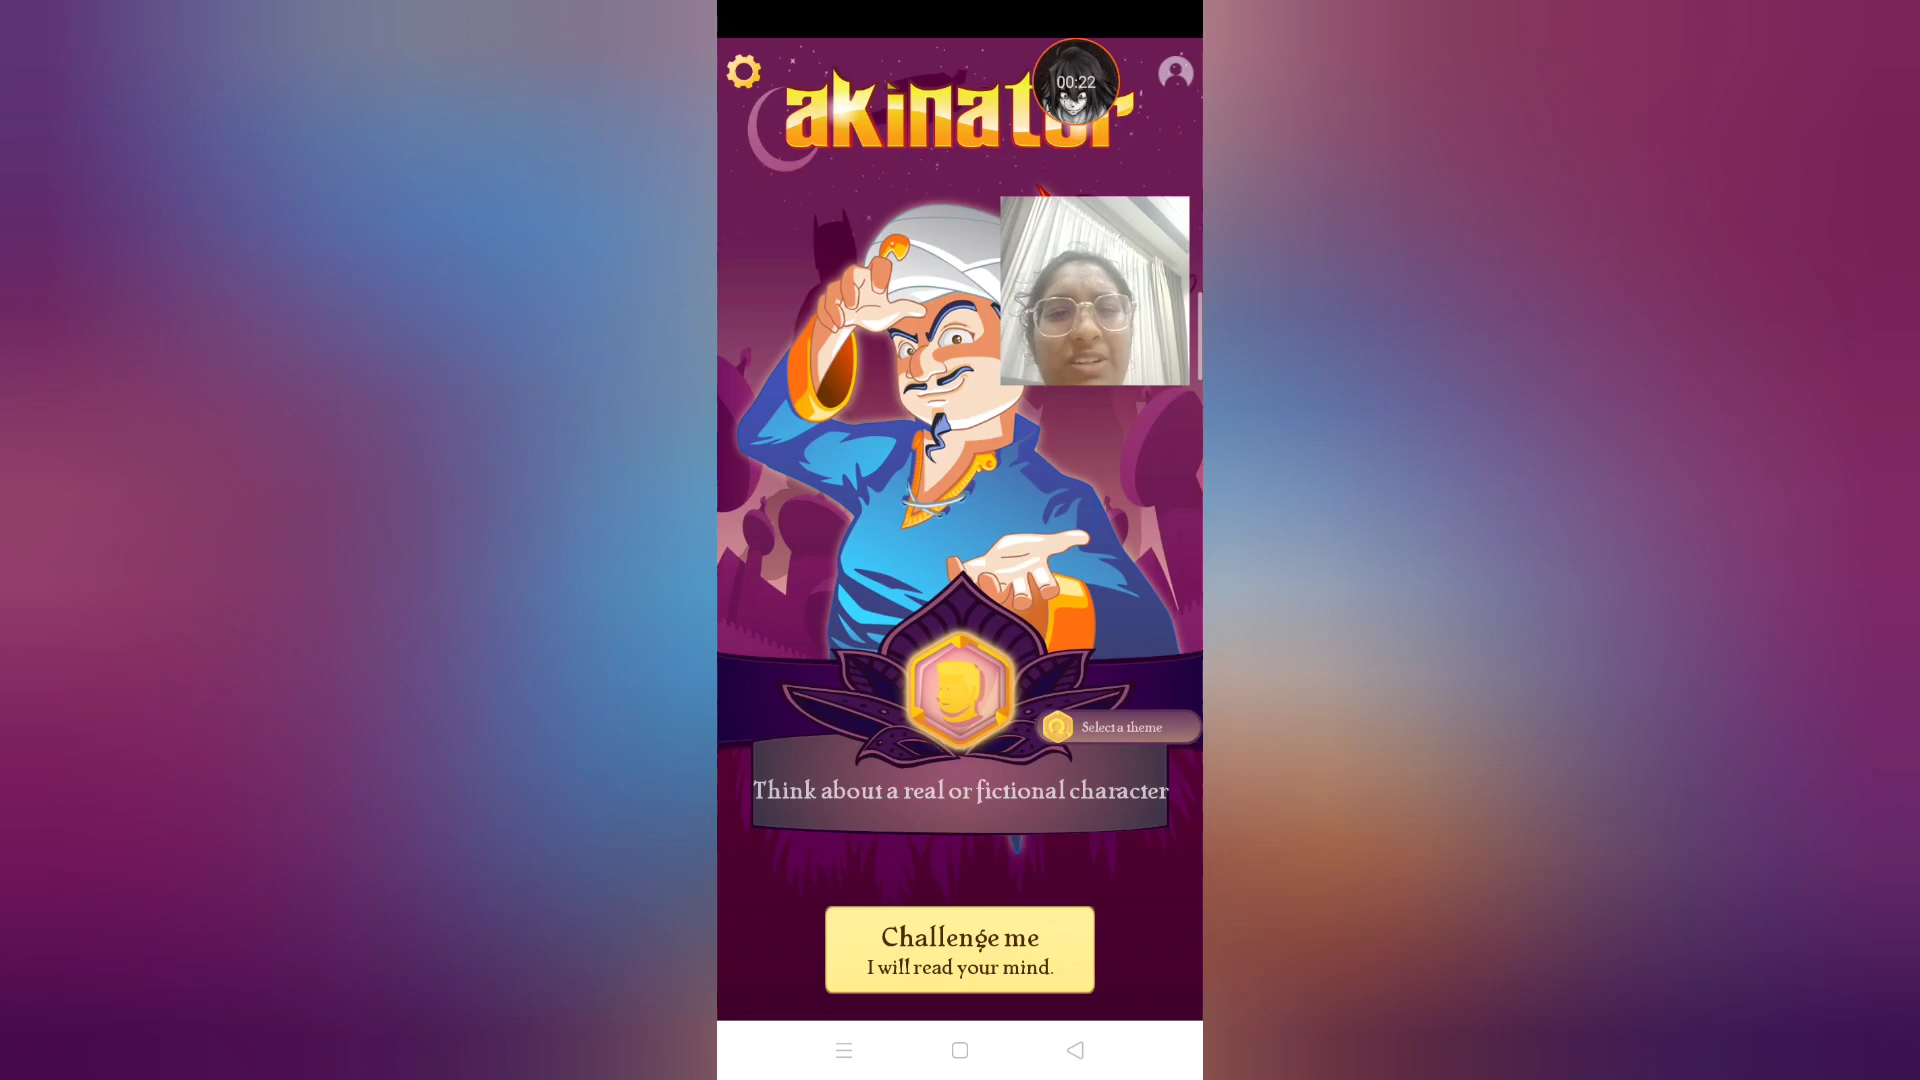 akinator
00:22
Select a theme
Think about a real or fictional character
Challenge me
I will read your mind.